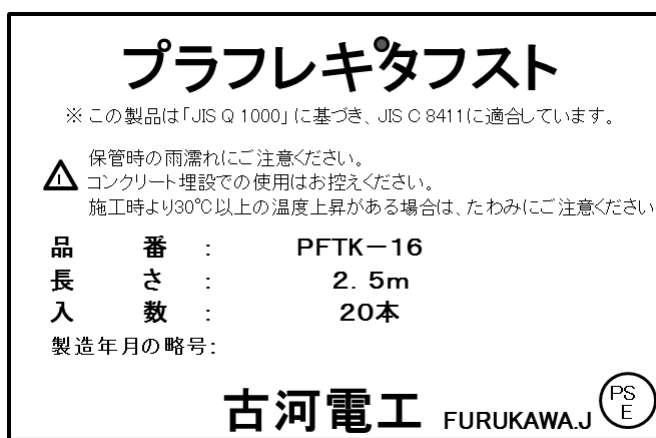 プラフレキタフスト
※この製品は「JIS Q 1000」に基づき、JIS C 8411に適合しています。
保管時の雨濡れにご注意ください。
コンクリート埋設での使用はお控えください。
施工時より30℃以上の温度上昇がある場合は、たわみにご注意ください
品　番　：　PFTK－16
長　さ　：　2．5m
入　数　：　20本
製造年月の略号：
古河電工 FURUKAWA.J
PS
E